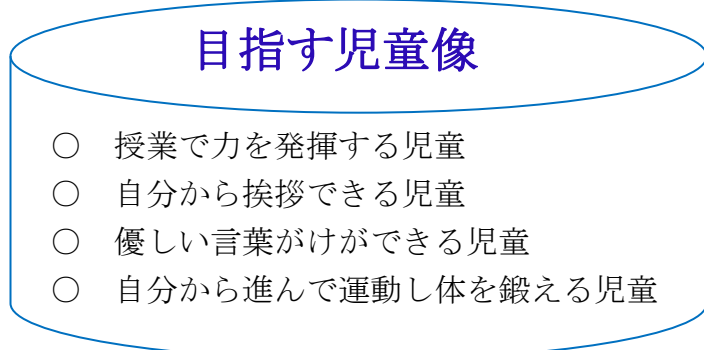 目指す児童像
○　授業で力を発揮する児童
○　自分から挨拶できる児童
○　優しい言葉がけができる児童
○　自分から進んで運動し体を鍛える児童